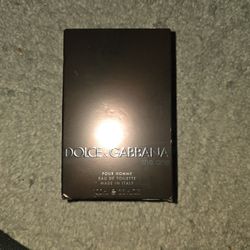 DOLCE & GABBANA
the one
POUR HOMME
EAU DE TOILETTE
MADE IN ITALY